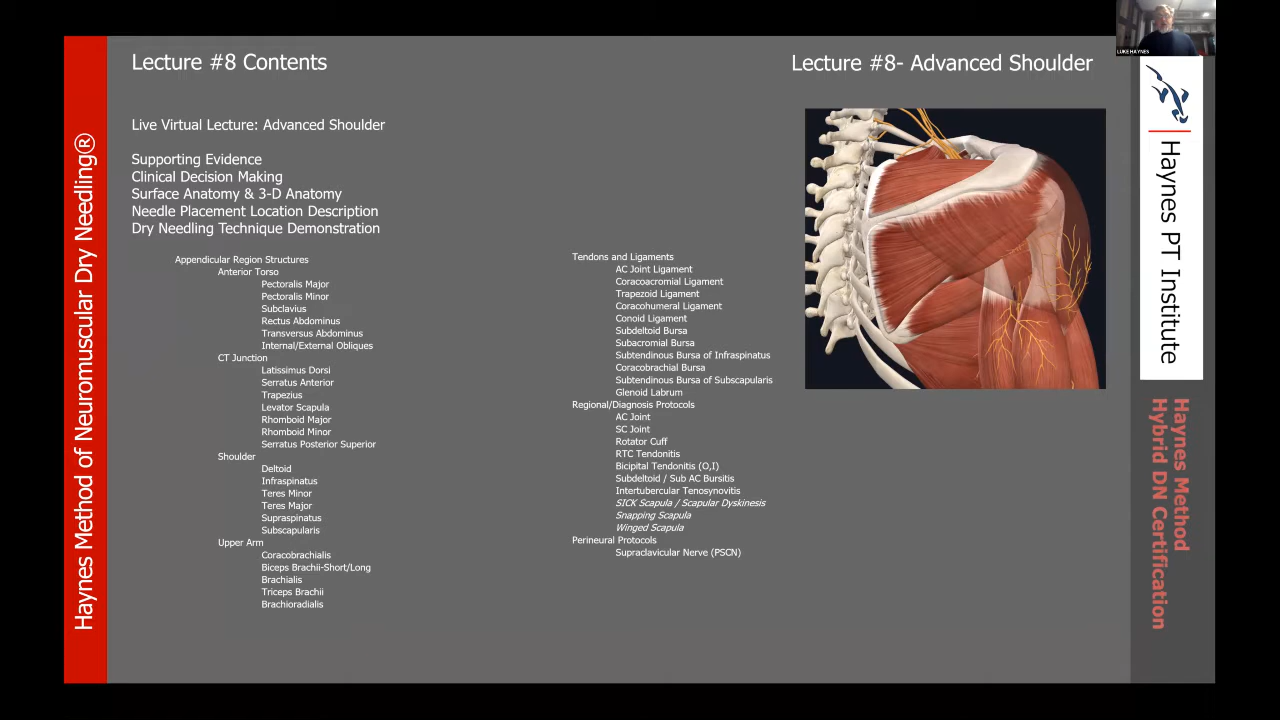 Lecture #8 Contents
Lecture #8- Advanced Shoulder
LUKE HAYNES
Haynes Method of Neuromuscular Dry Needling®
Live Virtual Lecture: Advanced Shoulder
Supporting Evidence
Clinical Decision Making
Surface Anatomy & 3-D Anatomy
Needle Placement Location Description
Dry Needling Technique Demonstration
Appendicular Region Structures
Anterior Torso
Pectoralis Major
Pectoralis Minor
Subclavius
Rectus Abdominus
Transversus Abdominus
Internal/External Obliques
CT Junction
Latissimus Dorsi
Serratus Anterior
Trapezius
Levator Scapula
Rhomboid Major
Rhomboid Minor
Serratus Posterior Superior
Shoulder
Deltoid
Infraspinatus
Teres Minor
Teres Major
Supraspinatus
Subscapularis
Upper Arm
Coracobrachialis
Biceps Brachii-Short/Long
Brachialis
Triceps Brachii
Brachioradialis
Tendons and Ligaments
AC Joint Ligament
Coracoacromial Ligament
Trapezoid Ligament
Coracohumeral Ligament
Conoid Ligament
Subdeltoid Bursa
Subacromial Bursa
Subtendinous Bursa of Infraspinatus
Coracobrachial Bursa
Subtendinous Bursa of Subscapularis
Glenoid Labrum
Regional/Diagnosis Protocols
AC Joint
SC Joint
Rotator Cuff
RTC Tendonitis
Bicipital Tendonitis (O,I)
Subdeltoid / Sub AC Bursitis
Intertubercular Tenosynovitis
SICK Scapula / Scapular Dyskinesis
Snapping Scapula
Winged Scapula
Perineural Protocols
Supraclavicular Nerve (PSCN)
Haynes PT Institute
Haynes Method
Hybrid DN Certification